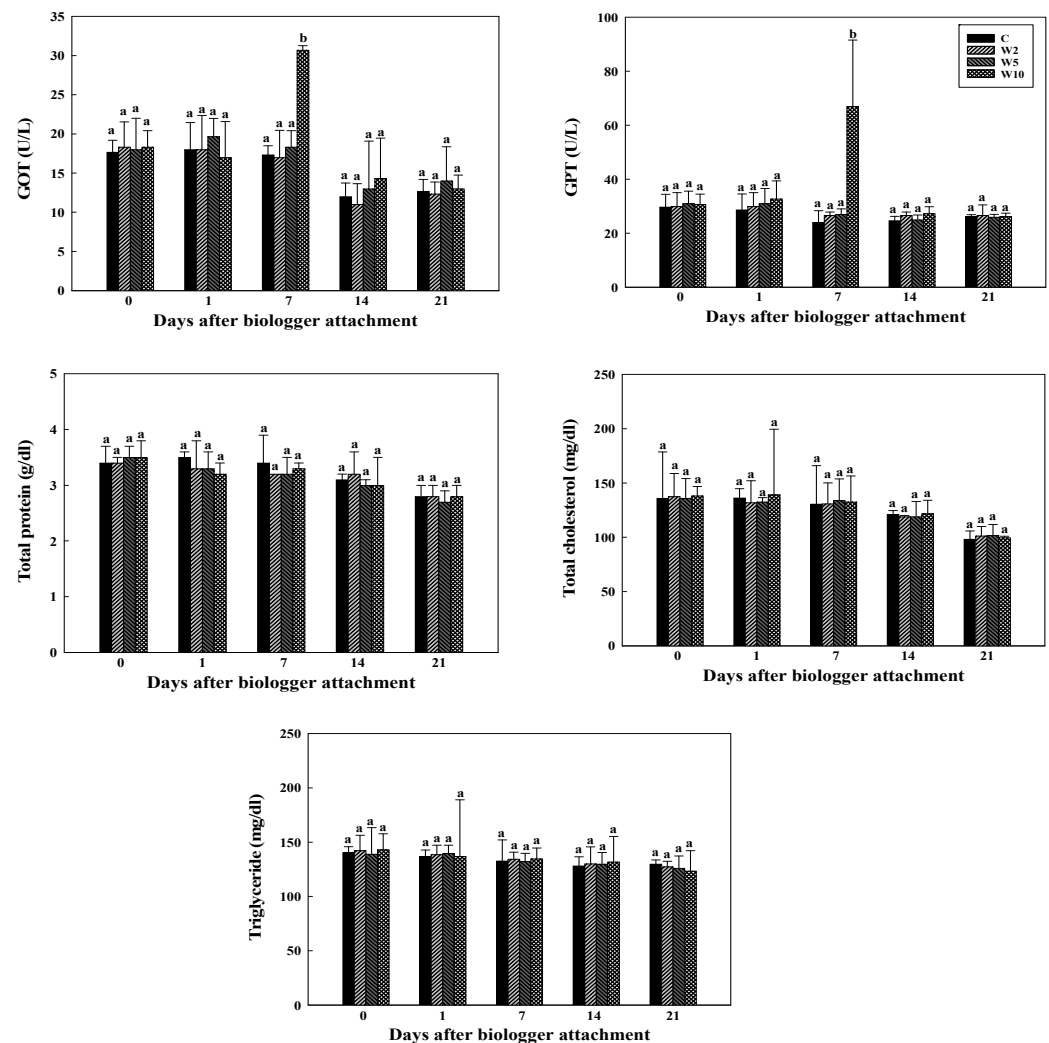 GOT (U/L)
35
30
25
20
15
10
5
0
a a a a
a a a a
a a a b
a a a a
a a a a
0 1 7 14 21
Days after biologger attachment
GPT (U/L)
100
80
60
40
20
0
C
W2
W5
W10
a a a a
a a a a
a a a b
a a a a
a a a a
0 1 7 14 21
Days after biologger attachment
Total protein (g/dl)
5
4
3
2
1
0
a a a a
a a a a
a a a a
a a a a
a a a a
0 1 7 14 21
Days after biologger attachment
Total cholesterol (mg/dl)
250
200
150
100
50
0
a a a a
a a a a
a a a a
a a a a
a a a a
0 1 7 14 21
Days after biologger attachment
Triglyceride (mg/dl)
250
200
150
100
50
0
a a a a
a a a a
a a a a
a a a a
a a a a
0 1 7 14 21
Days after biologger attachment